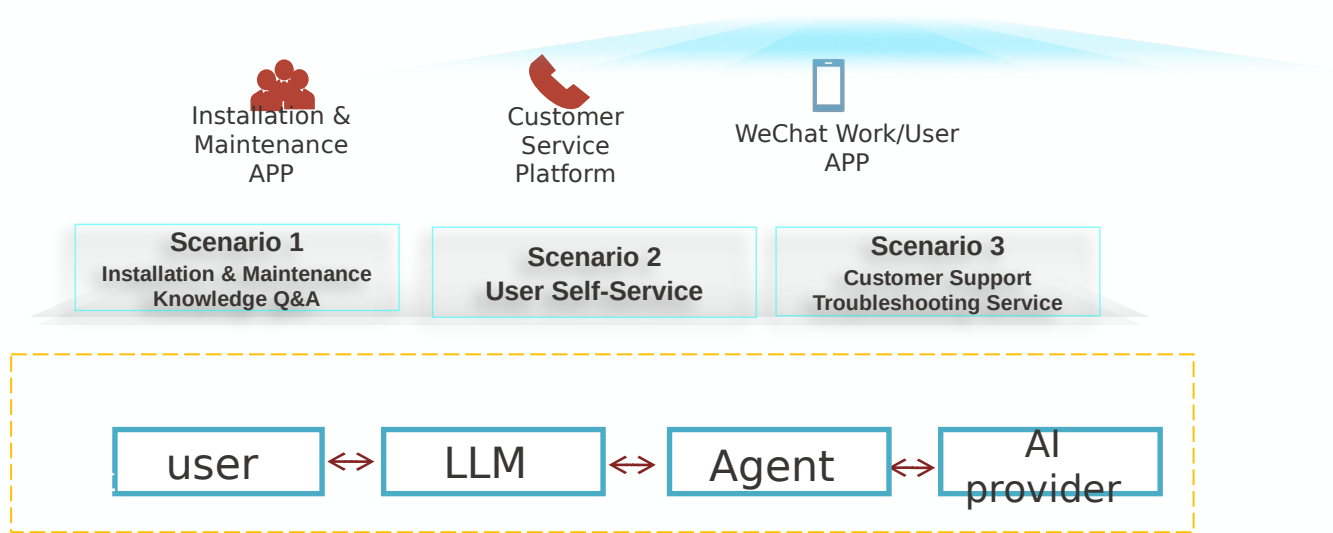 Installation &
Maintenance
APP
Customer
Service
Platform
WeChat Work/User
APP
Scenario 1
Installation & Maintenance
Knowledge Q&A
Scenario 2
User Self-Service
Scenario 3
Customer Support
Troubleshooting Service
user
LLM
Agent
AI
provider